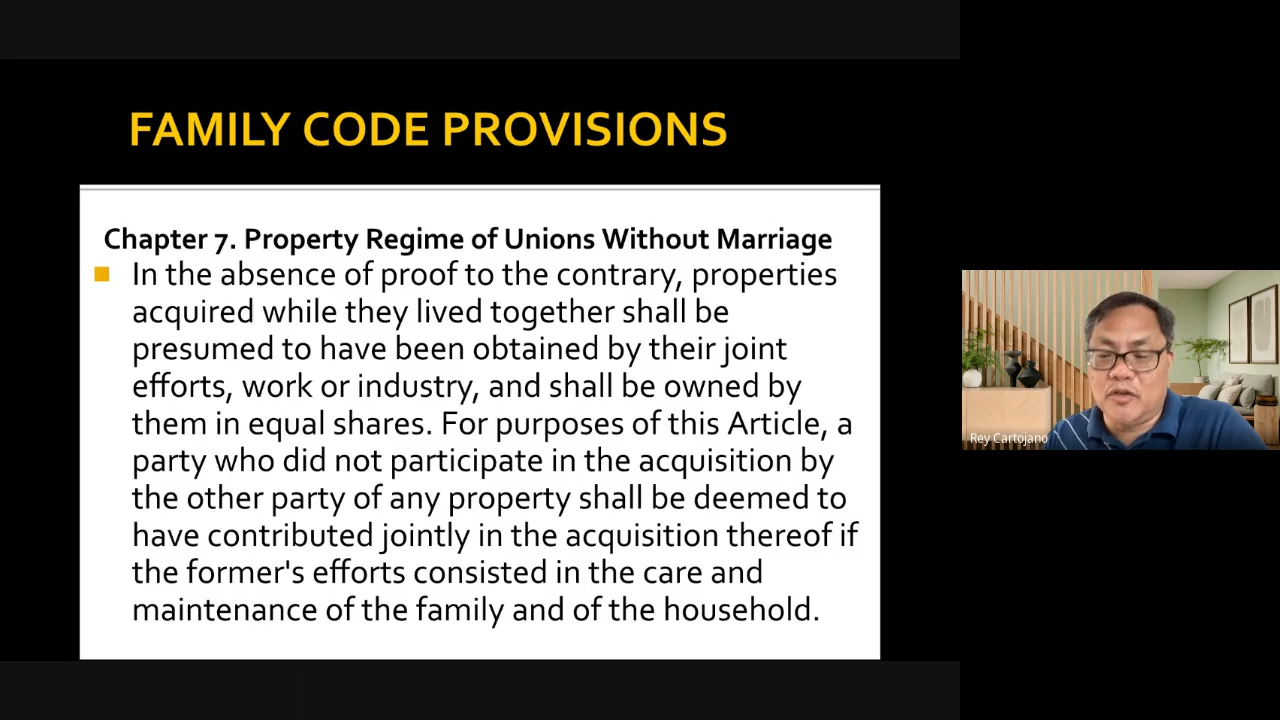 FAMILY CODE PROVISIONS
Chapter 7. Property Regime of Unions Without Marriage
In the absence of proof to the contrary, properties
acquired while they lived together shall be
presumed to have been obtained by their joint
efforts, work or industry, and shall be owned by
them in equal shares. For purposes of this Article, a
party who did not participate in the acquisition by
the other party of any property shall be deemed to
have contributed jointly in the acquisition thereof if
the former's efforts consisted in the care and
maintenance of the family and of the household.
Rey Cartojano